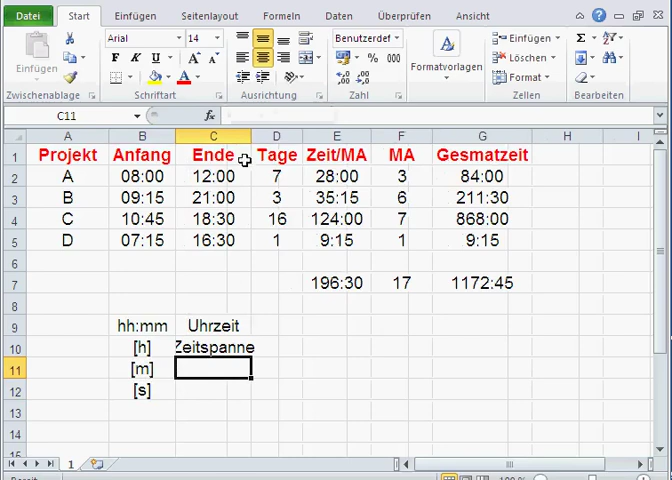 Datei Start Einfügen Seitenlayout Formeln Daten Überprüfen Ansicht
Arial 14 Benutzerdef Einfügen Σ
Einfügen F K U A A % 000 Formatvorlagen Löschen
A Format
Zwischenablage Schrift Ausrichtung Zahl Zellen Bearbeiten
C11 fx
A B C D E F G H I
1 Projekt Anfang Ende Tage Zeit/MA MA Gesmatzeit
2 A 08:00 12:00 7 28:00 3 84:00
3 B 09:15 21:00 3 35:15 6 211:30
4 C 10:45 18:30 16 124:00 7 868:00
5 D 07:15 16:30 1 9:15 1 9:15
6
7 196:30 17 1172:45
8
9 hh:mm Uhrzeit
10 [h] Zeitspanne
11 [m]
12 [s]
13
14
15
1
100 %